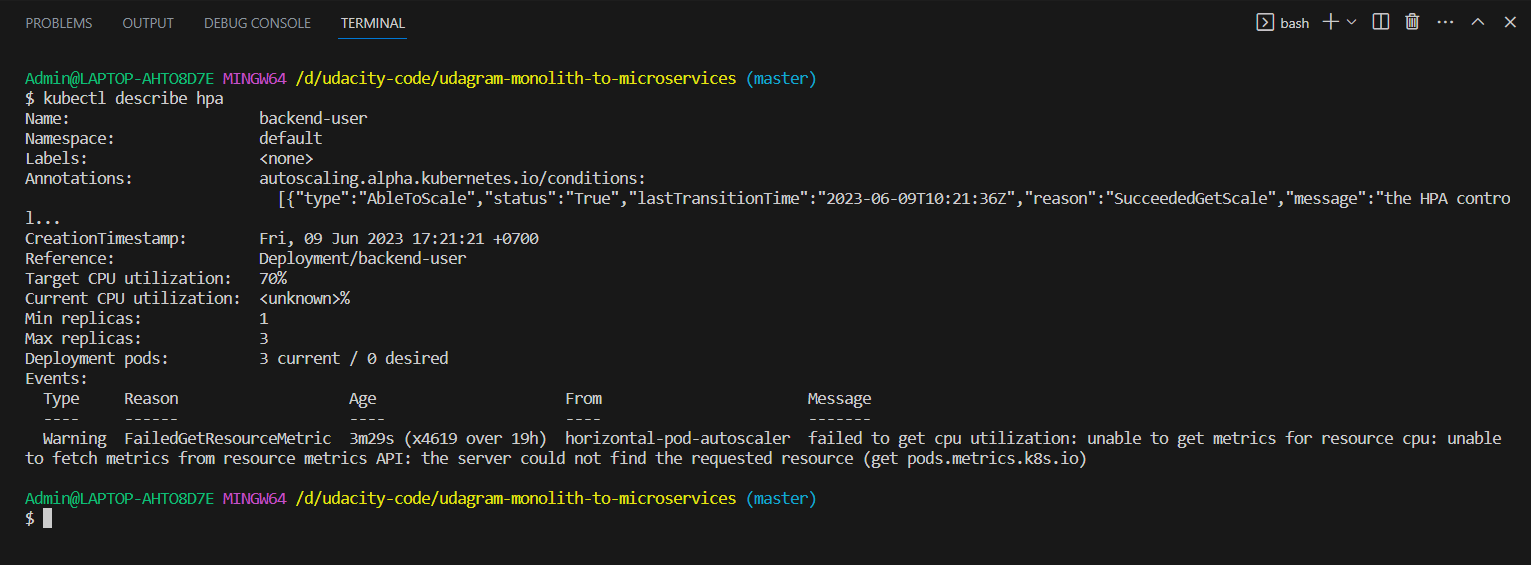 PROBLEMS OUTPUT DEBUG CONSOLE TERMINAL bash
Admin@LAPTOP-AHTO8D7E MINGW64 /d/udacity-code/udagram-monolith-to-microservices (master)
$ kubectl describe hpa
Name: backend-user
Namespace: default
Labels: <none>
Annotations: autoscaling.alpha.kubernetes.io/conditions:
[{"type":"AbleToScale","status":"True","lastTransitionTime":"2023-06-09T10:21:36Z","reason":"SucceededGetScale","message":"the HPA contro
l...
CreationTimestamp: Fri, 09 Jun 2023 17:21:21 +0700
Reference: Deployment/backend-user
Target CPU utilization: 70%
Current CPU utilization: <unknown>%
Min replicas: 1
Max replicas: 3
Deployment pods: 3 current / 0 desired
Events:
Type Reason Age From Message
---- ------ ---- ---- -------
Warning FailedGetResourceMetric 3m29s (x4619 over 19h) horizontal-pod-autoscaler failed to get cpu utilization: unable to get metrics for resource cpu: unable
to fetch metrics from resource metrics API: the server could not find the requested resource (get pods.metrics.k8s.io)
Admin@LAPTOP-AHTO8D7E MINGW64 /d/udacity-code/udagram-monolith-to-microservices (master)
$